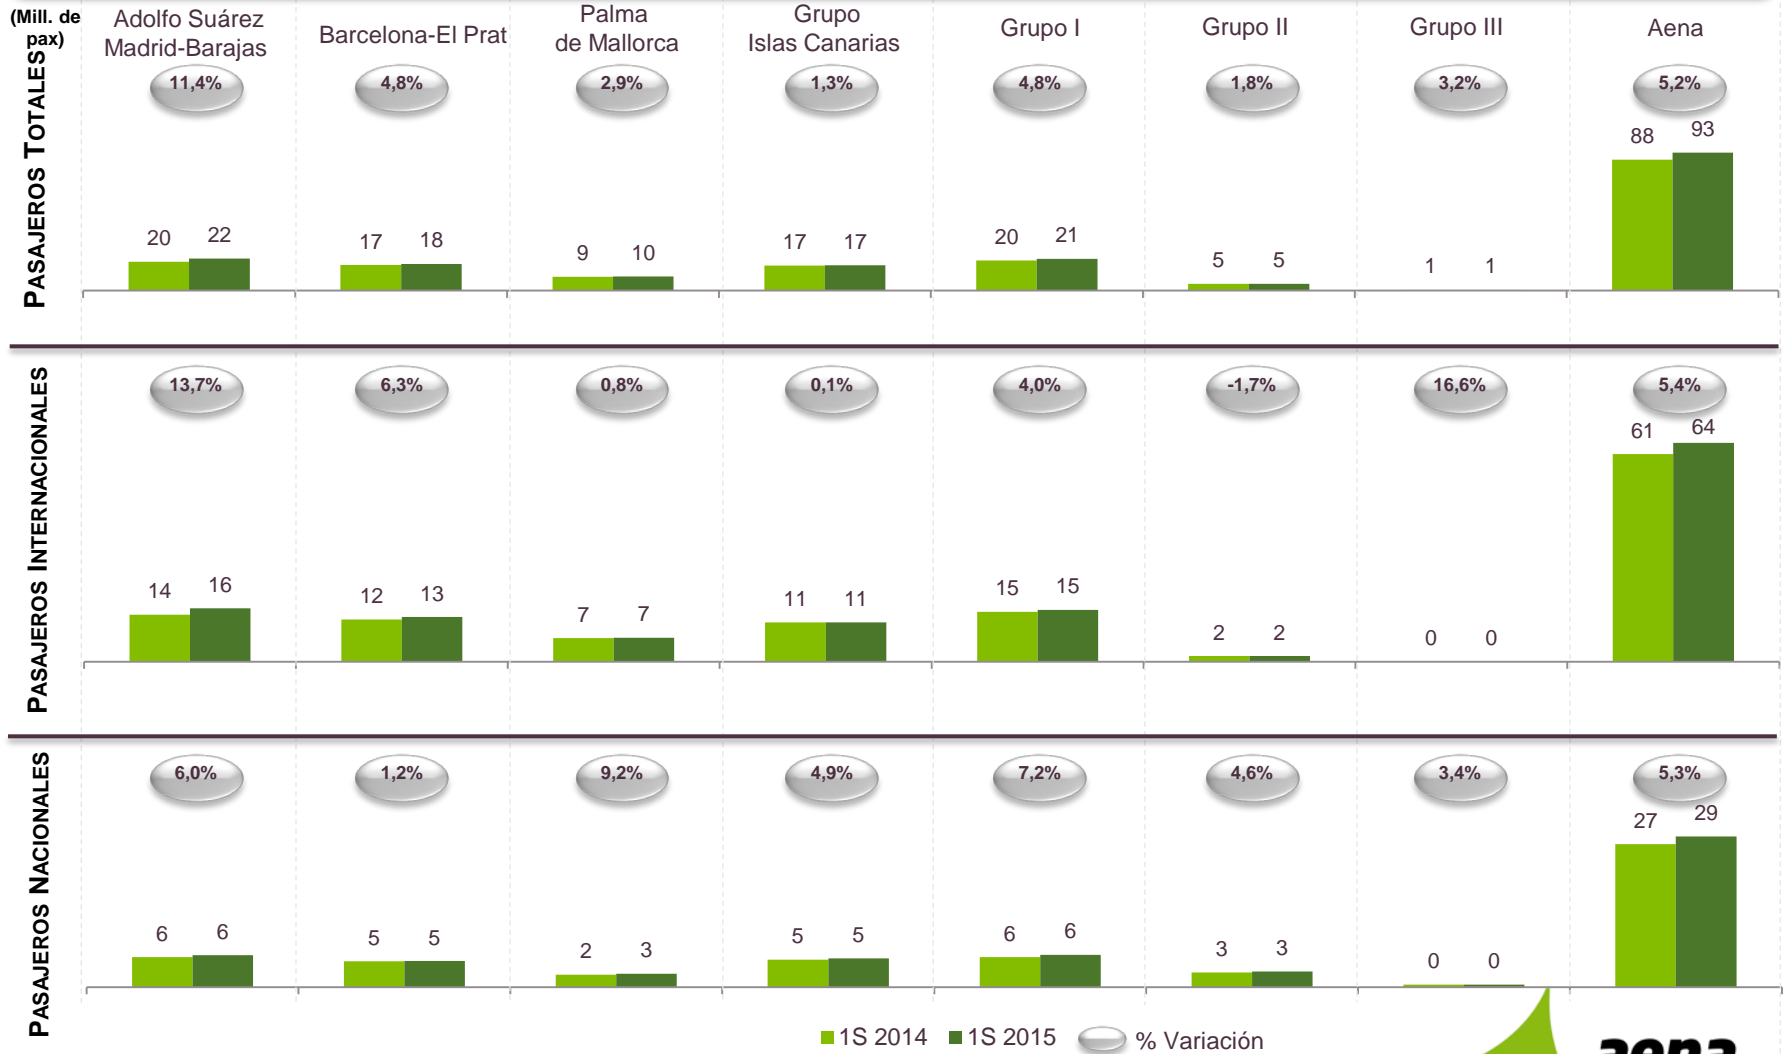 (Mill. de
pax)
Adolfo Suárez
Madrid-Barajas
Barcelona-El Prat
Palma
de Mallorca
Grupo
Islas Canarias
Grupo I
Grupo II
Grupo III
Aena
PASAJEROS TOTALES
11,4% 4,8% 2,9% 1,3% 4,8% 1,8% 3,2% 5,2%
20 22 17 18 9 10 17 17 20 21 5 5 1 1 88 93
PASAJEROS INTERNACIONALES
13,7% 6,3% 0,8% 0,1% 4,0% -1,7% 16,6% 5,4%
14 16 12 13 7 7 11 11 15 15 2 2 0 0 61 64
PASAJEROS NACIONALES
6,0% 1,2% 9,2% 4,9% 7,2% 4,6% 3,4% 5,3%
6 6 5 5 2 3 5 5 6 6 3 3 0 0 27 29
1S 2014 1S 2015 % Variación
aena